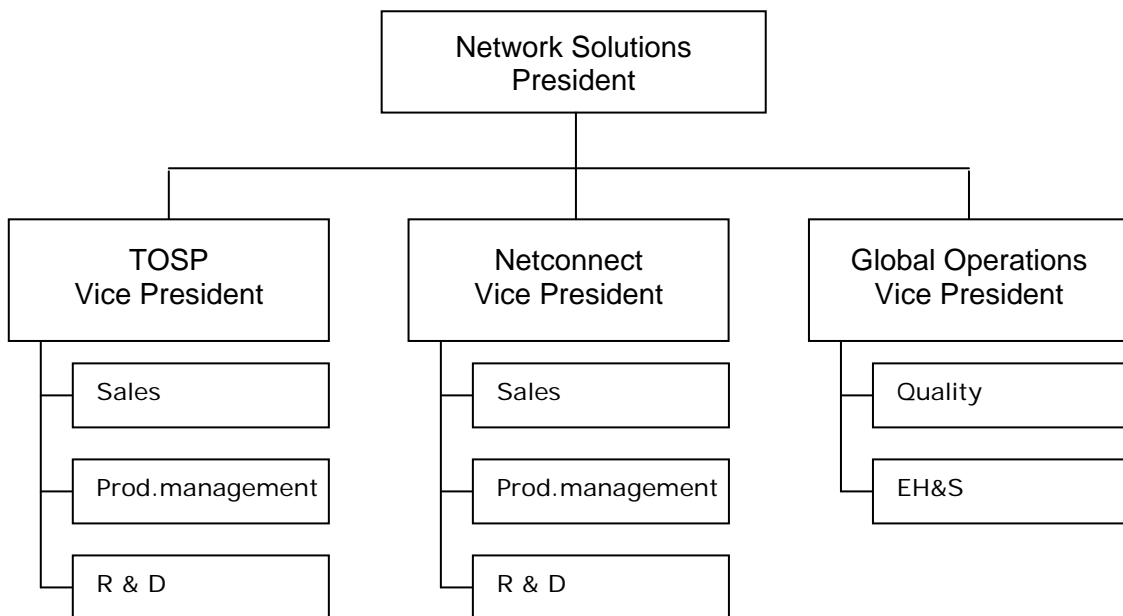 Network Solutions
President
TOSP
Vice President
Netconnect
Vice President
Global Operations
Vice President
Sales
Prod.management
R & D
Sales
Prod.management
R & D
Quality
EH&S